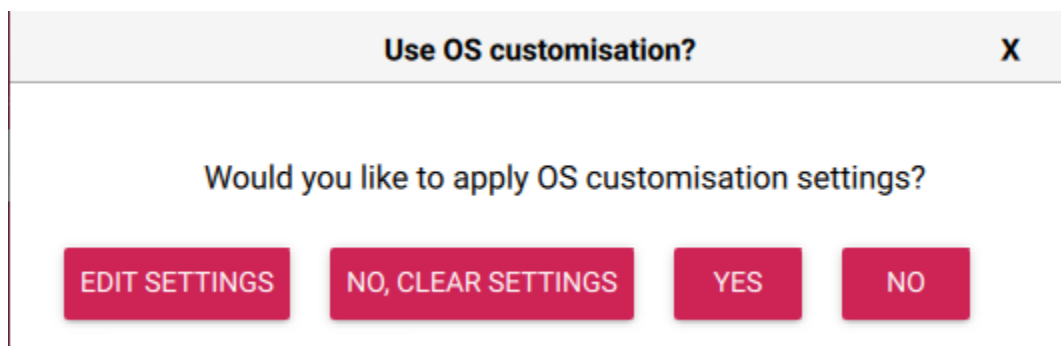 Use OS customisation? X
Would you like to apply OS customisation settings?
EDIT SETTINGS NO, CLEAR SETTINGS YES NO